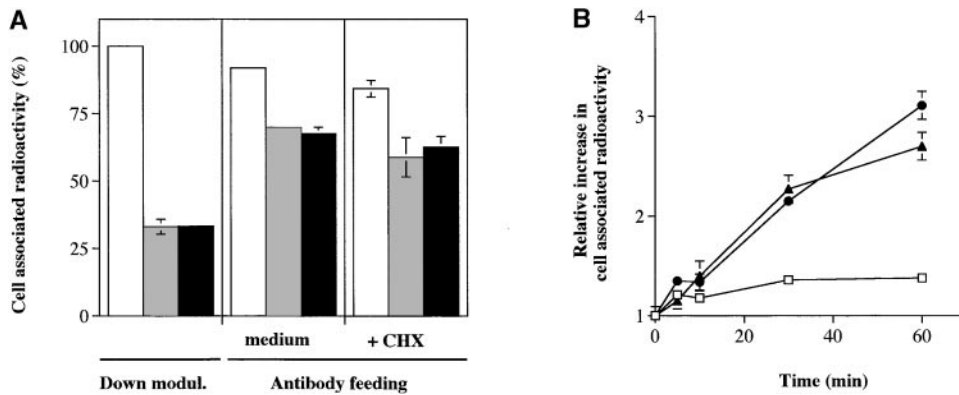 A
Cell associated radioactivity (%)
100
75
50
25
0
medium
+ CHX
Down modul.
Antibody feeding
B
Relative increase in
cell associated radioactivity
4
3
2
1
0
20
40
60
Time (min)